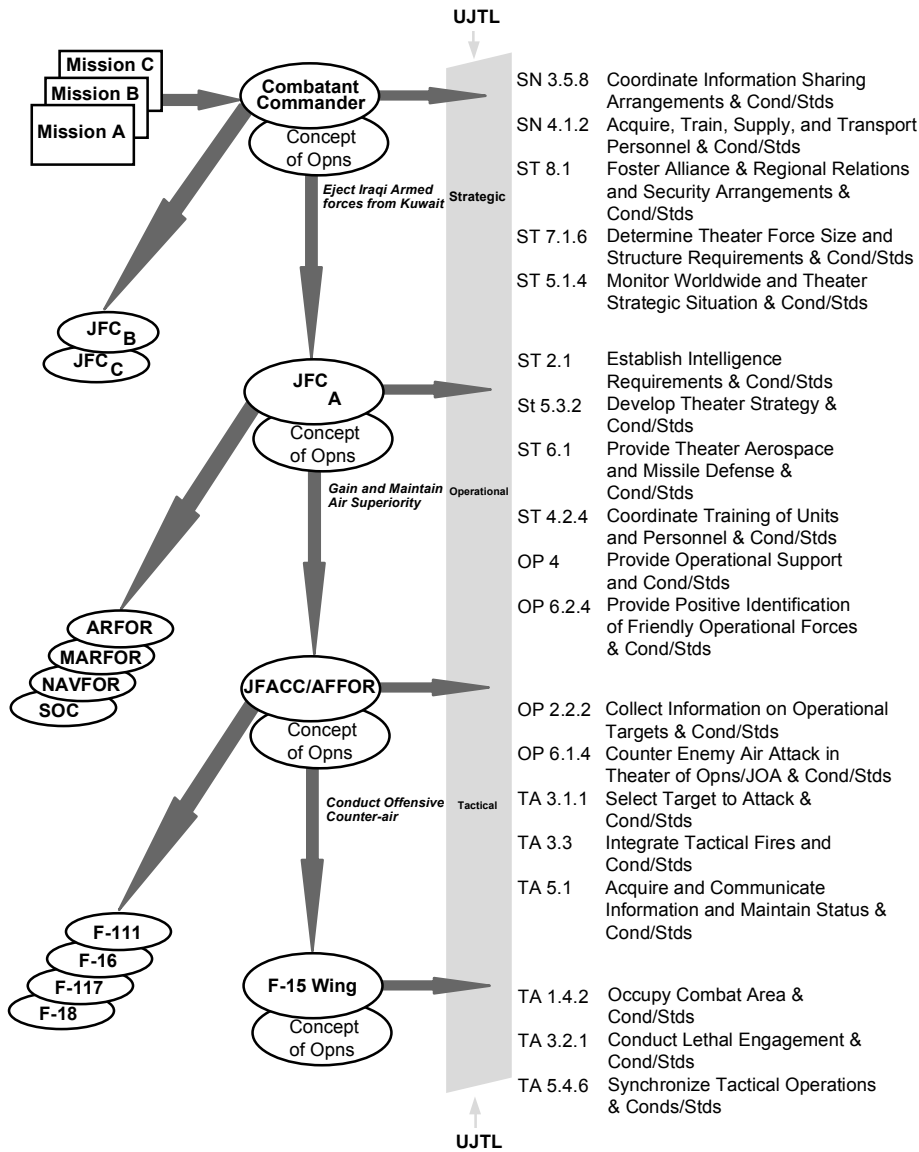 UJTL
Mission C
Mission B
Mission A
Combatant
Commander
Concept
of Opns
Eject Iraqi Armed
forces from Kuwait
Strategic
SN 3.5.8 Coordinate Information Sharing
Arrangements & Cond/Stds
SN 4.1.2 Acquire, Train, Supply, and Transport
Personnel & Cond/Stds
ST 8.1 Foster Alliance & Regional Relations
and Security Arrangements &
Cond/Stds
ST 7.1.6 Determine Theater Force Size and
Structure Requirements & Cond/Stds
ST 5.1.4 Monitor Worldwide and Theater
Strategic Situation & Cond/Stds
JFC B
JFC C
JFC
A
Concept
of Opns
Gain and Maintain
Air Superiority
Operational
ST 2.1 Establish Intelligence
Requirements & Cond/Stds
St 5.3.2 Develop Theater Strategy &
Cond/Stds
ST 6.1 Provide Theater Aerospace
and Missile Defense &
Cond/Stds
ST 4.2.4 Coordinate Training of Units
and Personnel & Cond/Stds
OP 4 Provide Operational Support
and Cond/Stds
OP 6.2.4 Provide Positive Identification
of Friendly Operational Forces
& Cond/Stds
ARFOR
MARFOR
NAVFOR
SOC
JFACC/AFFOR
Concept
of Opns
Conduct Offensive
Counter-air
Tactical
OP 2.2.2 Collect Information on Operational
Targets & Cond/Stds
OP 6.1.4 Counter Enemy Air Attack in
Theater of Opns/JOA & Cond/Stds
TA 3.1.1 Select Target to Attack &
Cond/Stds
TA 3.3 Integrate Tactical Fires and
Cond/Stds
TA 5.1 Acquire and Communicate
Information and Maintain Status &
Cond/Stds
F-111
F-16
F-117
F-18
F-15 Wing
Concept
of Opns
TA 1.4.2 Occupy Combat Area &
Cond/Stds
TA 3.2.1 Conduct Lethal Engagement &
Cond/Stds
TA 5.4.6 Synchronize Tactical Operations
& Conds/Stds
UJTL